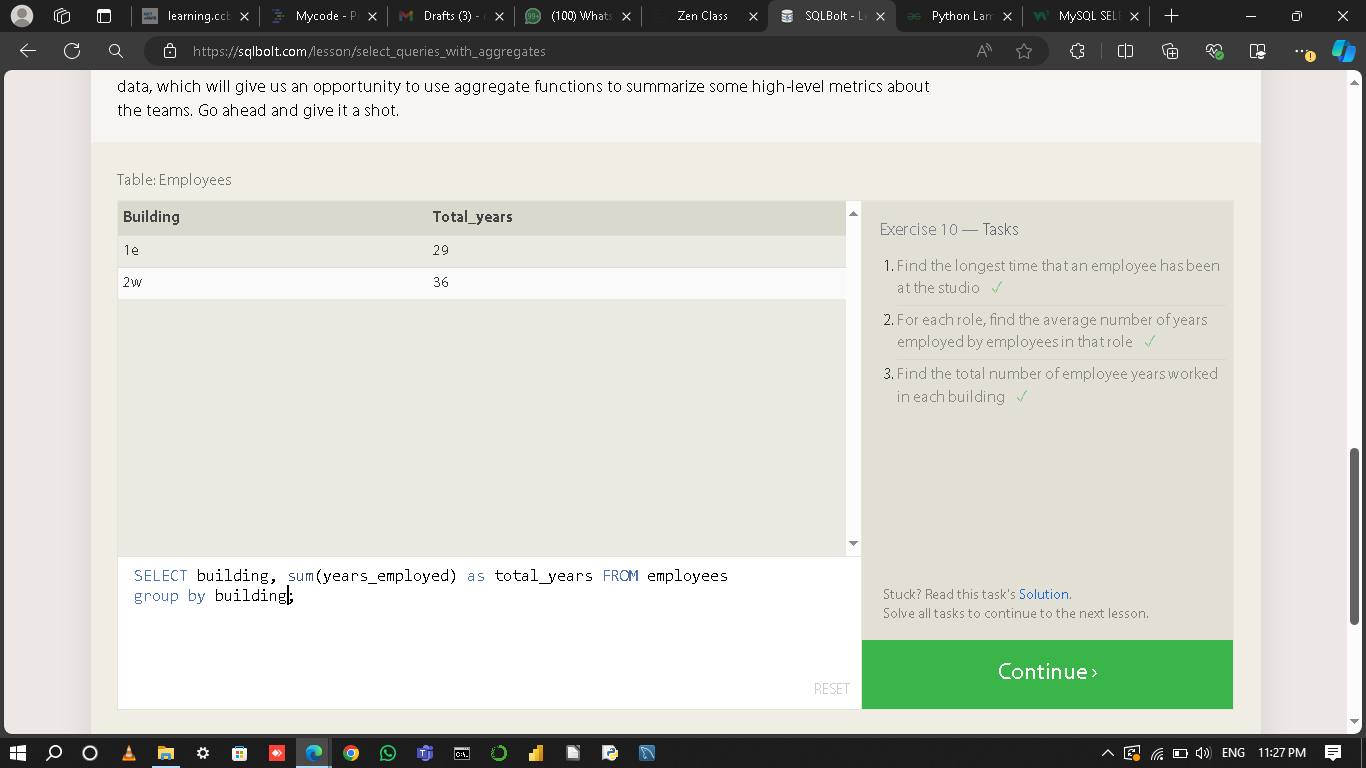 learning.ccb
Mycode - P
Drafts (3) -
(100) Whats
Zen Class
SQLBolt - L
Python Lam
MySQL SELE
https://sqlbolt.com/lesson/select_queries_with_aggregates
data, which will give us an opportunity to use aggregate functions to summarize some high-level metrics about
the teams. Go ahead and give it a shot.
Table: Employees
Building Total_years
1e 29
2w 36
SELECT building, sum(years_employed) as total_years FROM employees
group by building;
RESET
Exercise 10 — Tasks
1. Find the longest time that an employee has been
at the studio ✓
2. For each role, find the average number of years
employed by employees in that role ✓
3. Find the total number of employee years worked
in each building ✓
Stuck? Read this task's Solution.
Solve all tasks to continue to the next lesson.
Continue ›
ENG 11:27 PM